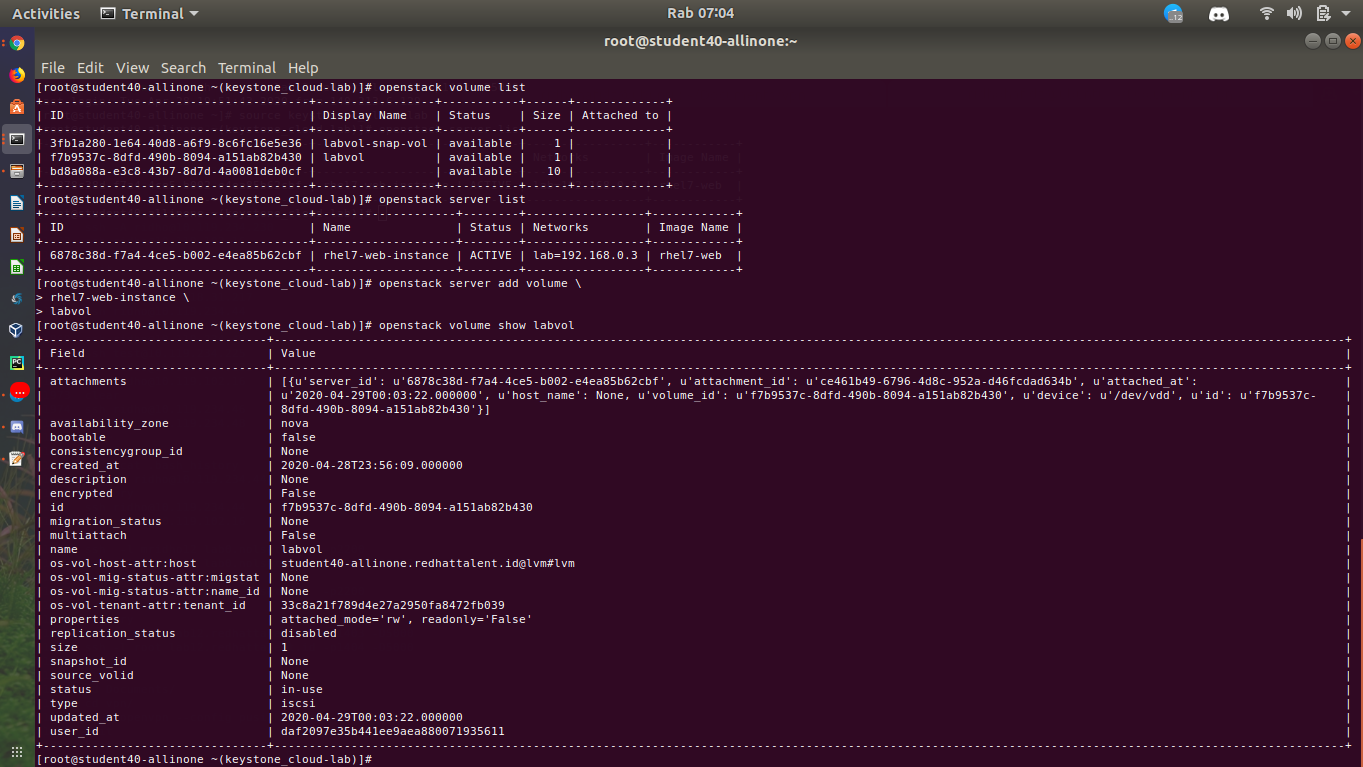 Activities Terminal Rab 07:04
root@student40-allinone:~
File Edit View Search Terminal Help
[root@student40-allinone ~(keystone_cloud-lab)]# openstack volume list
+--------------------------------------+-----------------+-----------+------+-------------+
| ID | Display Name | Status | Size | Attached to |
+--------------------------------------+-----------------+-----------+------+-------------+
| 3fb1a280-1e64-40d8-a6f9-8c6fc16e5e36 | labvol-snap-vol | available | 1 | |
| f7b9537c-8dfd-490b-8094-a151ab82b430 | labvol | available | 1 | |
| bd8a088a-e3c8-43b7-8d7d-4a0081deb0cf | | available | 10 | |
+--------------------------------------+-----------------+-----------+------+-------------+
[root@student40-allinone ~(keystone_cloud-lab)]# openstack server list
+--------------------------------------+--------------------+--------+-----------------+------------+
| ID | Name | Status | Networks | Image Name |
+--------------------------------------+--------------------+--------+-----------------+------------+
| 6878c38d-f7a4-4ce5-b002-e4ea85b62cbf | rhel7-web-instance | ACTIVE | lab=192.168.0.3 | rhel7-web |
+--------------------------------------+--------------------+--------+-----------------+------------+
[root@student40-allinone ~(keystone_cloud-lab)]# openstack server add volume \
> rhel7-web-instance \
> labvol
[root@student40-allinone ~(keystone_cloud-lab)]# openstack volume show labvol
| Field | Value |
| attachments | [{u'server_id': u'6878c38d-f7a4-4ce5-b002-e4ea85b62cbf', u'attachment_id': u'ce461b49-6796-4d8c-952a-d46fcdad634b', u'attached_at': |
| | u'2020-04-29T00:03:22.000000', u'host_name': None, u'volume_id': u'f7b9537c-8dfd-490b-8094-a151ab82b430', u'device': u'/dev/vdd', u'id': u'f7b9537c- |
| | 8dfd-490b-8094-a151ab82b430'}] |
| availability_zone | nova |
| bootable | false |
| consistencygroup_id | None |
| created_at | 2020-04-28T23:56:09.000000 |
| description | None |
| encrypted | False |
| id | f7b9537c-8dfd-490b-8094-a151ab82b430 |
| migration_status | None |
| multiattach | False |
| name | labvol |
| os-vol-host-attr:host | student40-allinone.redhattalent.id@lvm#lvm |
| os-vol-mig-status-attr:migstat | None |
| os-vol-mig-status-attr:name_id | None |
| os-vol-tenant-attr:tenant_id | 33c8a21f789d4e27a2950fa8472fb039 |
| properties | attached_mode='rw', readonly='False' |
| replication_status | disabled |
| size | 1 |
| snapshot_id | None |
| source_volid | None |
| status | in-use |
| type | iscsi |
| updated_at | 2020-04-29T00:03:22.000000 |
| user_id | daf2097e35b441ee9aea880071935611 |
[root@student40-allinone ~(keystone_cloud-lab)]#